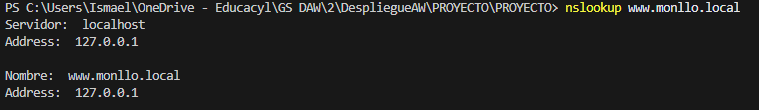 PS C:\Users\Ismael\OneDrive - Educacyl\GS DAW\2\DespliegueAW\PROYECTO\PROYECTO> nslookup www.monllo.local
Servidor:  localhost
Address:  127.0.0.1

Nombre:  www.monllo.local
Address:  127.0.0.1